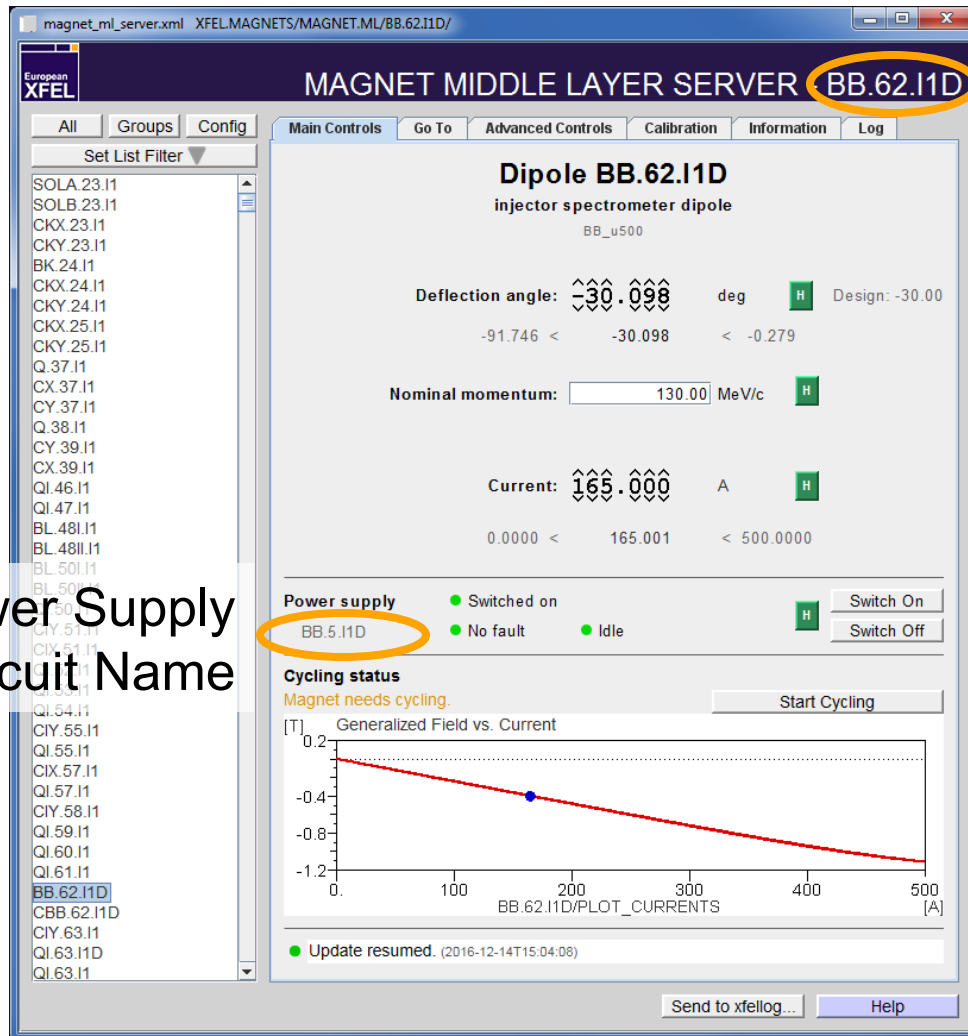 magnet_ml_server.xml XFEL.MAGNETS/MAGNET.ML/BB.62.I1D/
European
XFEL
MAGNET MIDDLE LAYER SERVER - BB.62.I1D
All Groups Config
Set List Filter
SOLA.23.I1
SOLB.23.I1
CKX.23.I1
CKY.23.I1
BK.24.I1
CKX.24.I1
CKY.24.I1
CKX.25.I1
CKY.25.I1
Q.37.I1
CX.37.I1
CY.37.I1
Q.38.I1
CY.39.I1
CX.39.I1
QI.46.I1
QI.47.I1
BL.48I.I1
BL.48II.I1
BL.50I.I1
BL.50II.I1
CIY.51.I1
CIX.51.I1
QI.54.I1
CIY.55.I1
QI.55.I1
CIX.57.I1
QI.57.I1
CIY.58.I1
QI.59.I1
QI.60.I1
QI.61.I1
BB.62.I1D
CBB.62.I1D
CIY.63.I1
QI.63.I1D
QI.63.I1
Supply
Name
Main Controls Go To Advanced Controls Calibration Information Log
Dipole BB.62.I1D
injector spectrometer dipole
BB_u500
Deflection angle: -30.098 deg H Design: -30.00
-91.746 < -30.098 < -0.279
Nominal momentum: 130.00 MeV/c H
Current: 165.000 A H
0.0000 < 165.001 < 500.0000
Power supply Switched on H Switch On
BB.5.I1D No fault Idle Switch Off
Cycling status
Magnet needs cycling. Start Cycling
[T] Generalized Field vs. Current
0.2
-0.4
-0.8
-1.2
0. 100 200 300 400 500
BB.62.I1D/PLOT_CURRENTS [A]
Update resumed. (2016-12-14T15:04:08)
Send to xfellog... Help